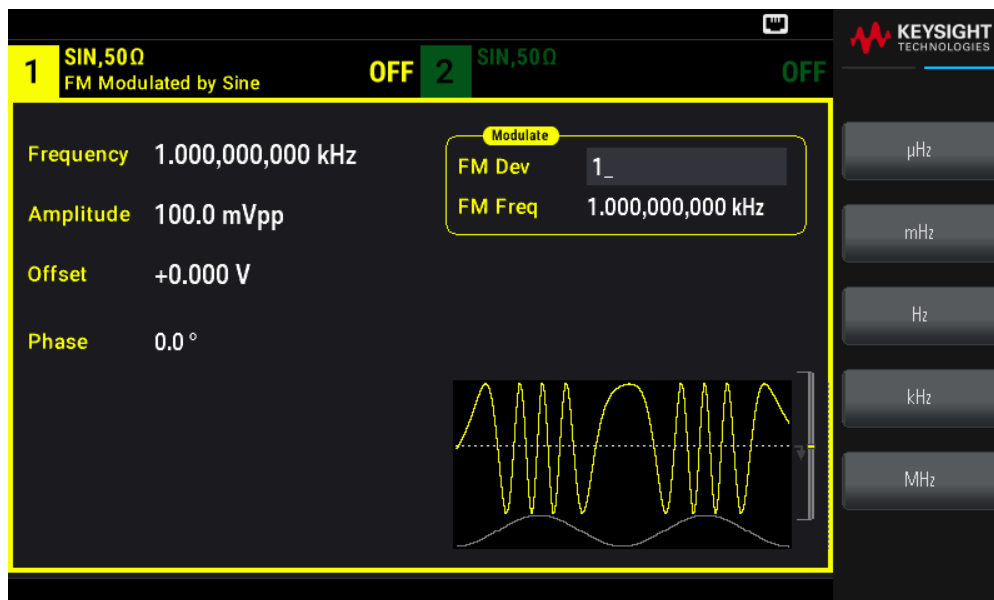 KEYSIGHT
TECHNOLOGIES
1
SIN,50Ω
FM Modulated by Sine
OFF
2
SIN,50Ω
OFF
Frequency 1.000,000,000 kHz
Amplitude 100.0 mVpp
Offset +0.000 V
Phase 0.0 °
Modulate
FM Dev 1_
FM Freq 1.000,000,000 kHz
µHz
mHz
Hz
kHz
MHz